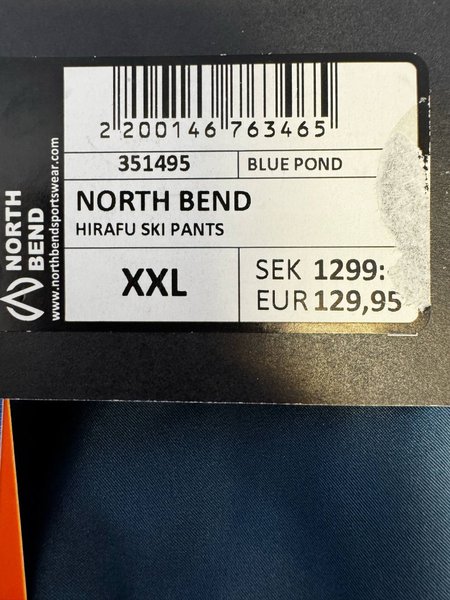 2 200146 763465
351495 BLUE POND
NORTH BEND
HIRAFU SKI PANTS
XXL
SEK 1299:
EUR 129,95
NORTH
BEND
www.northbendsportswear.com